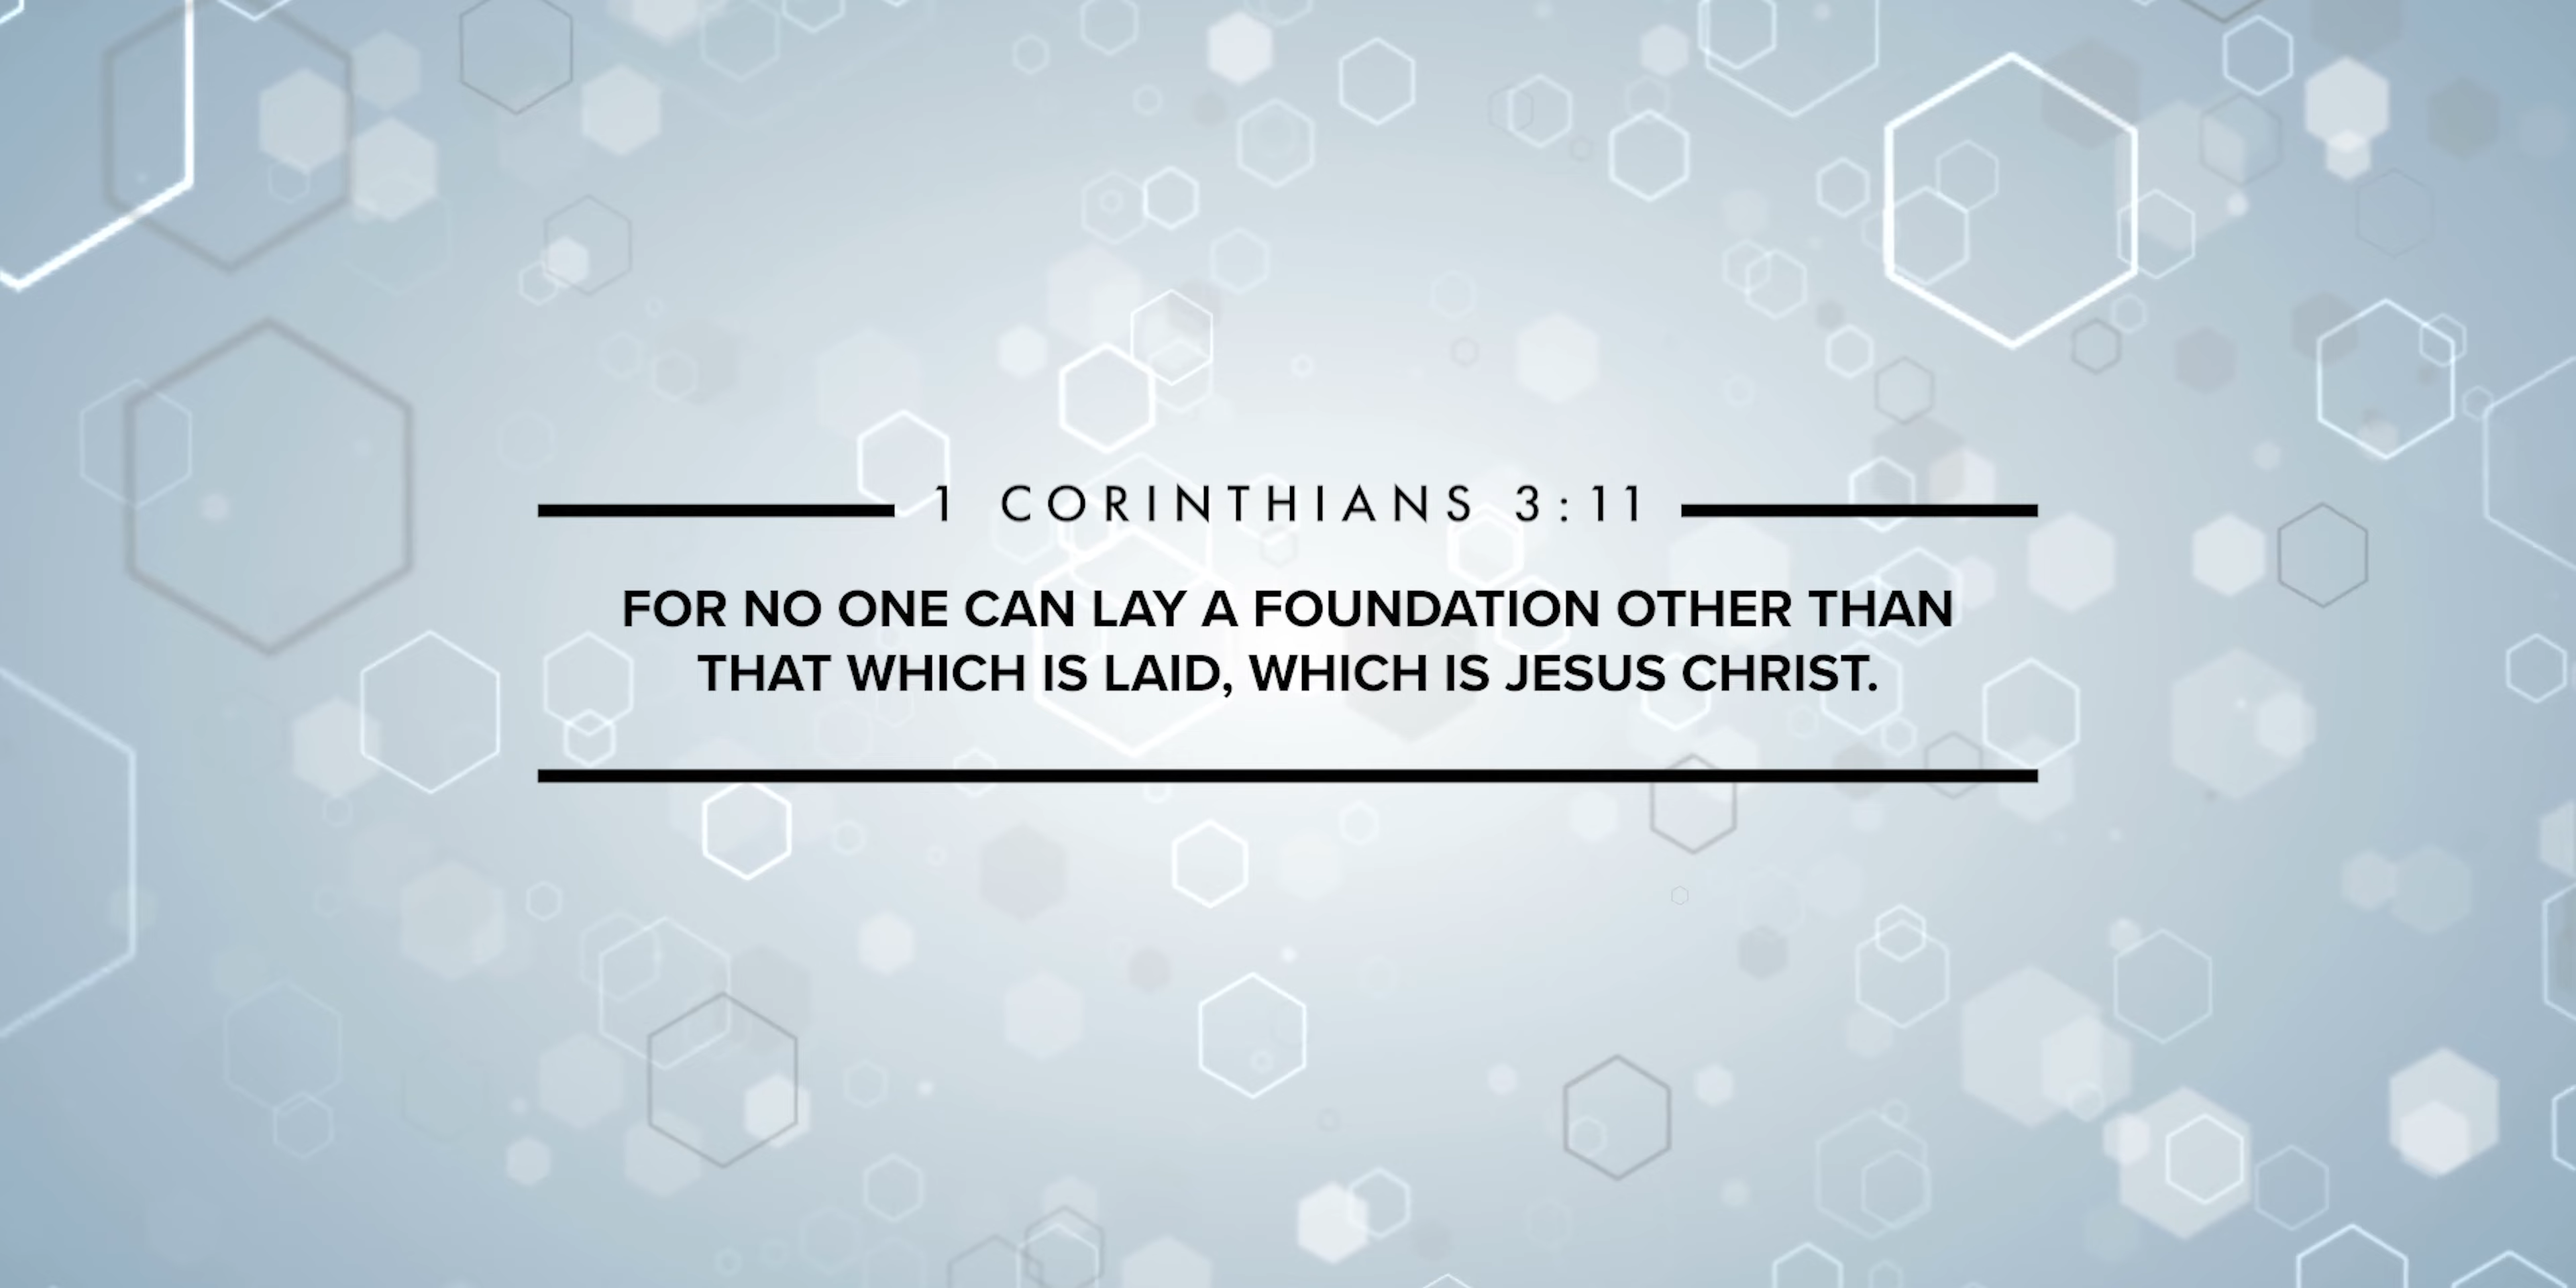 1 CORINTHIANS 3:11
FOR NO ONE CAN LAY A FOUNDATION OTHER THAN
THAT WHICH IS LAID, WHICH IS JESUS CHRIST.